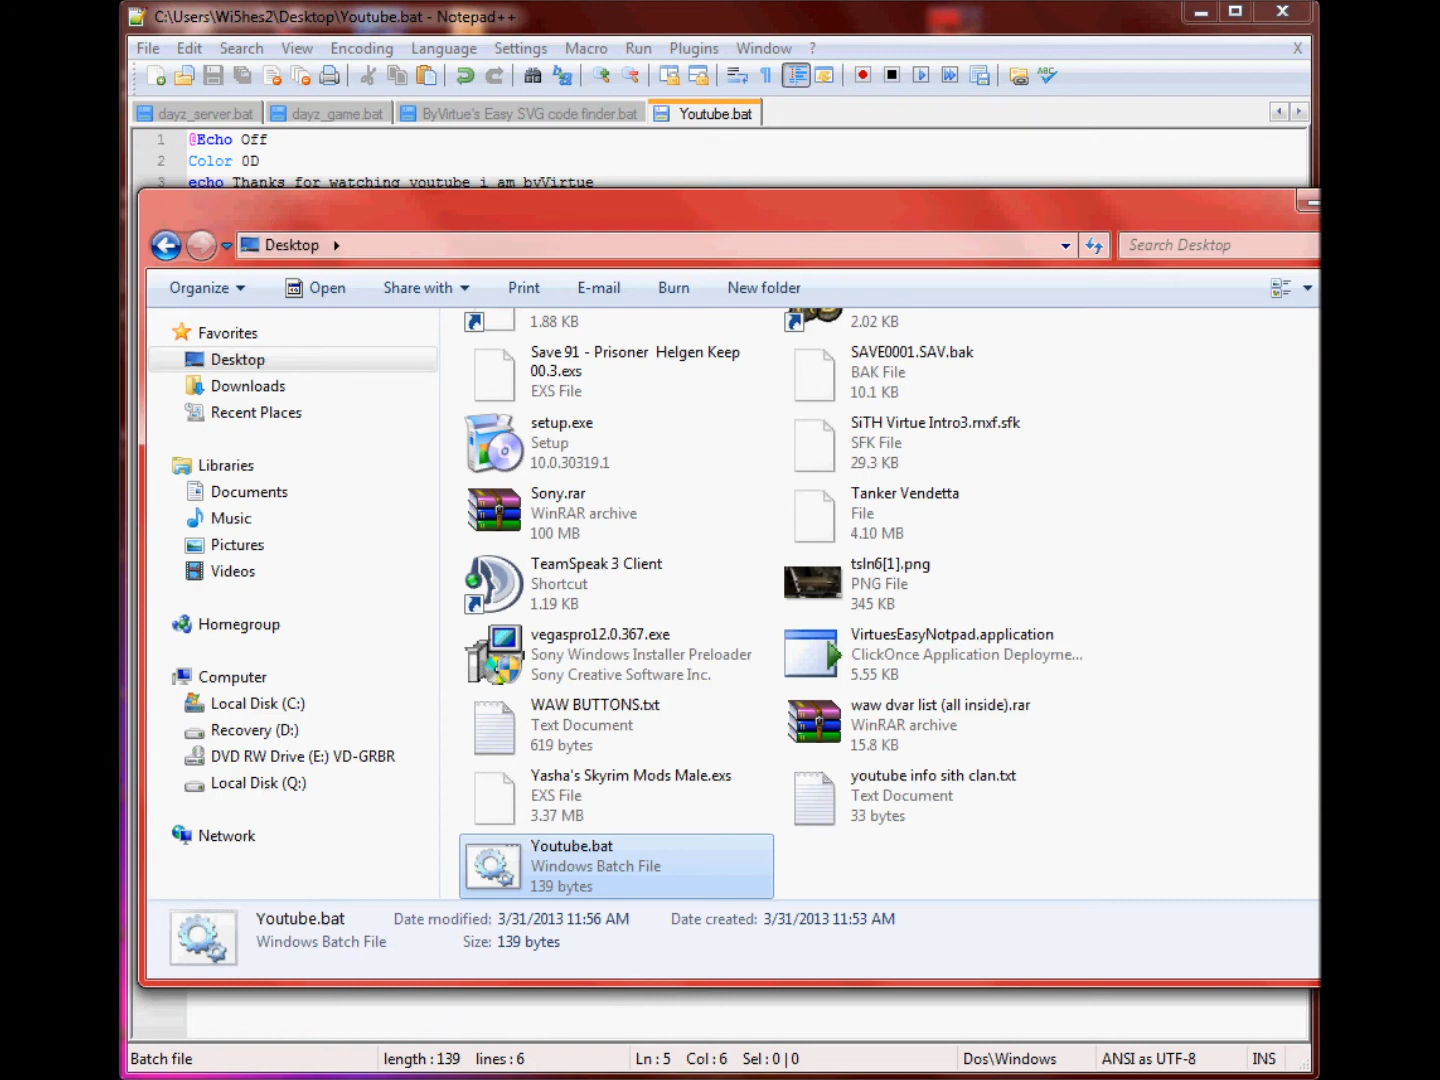 C:\Users\Wi5hes2\Desktop\Youtube.bat - Notepad++
File Edit Search View Encoding Language Settings Macro Run Plugins Window ? X
dayz_server.bat dayz_game.bat ByVirtue's Easy SVG code finder.bat Youtube.bat
1 @Echo Off
2 Color 0D
3 echo Thanks for watching youtube i am byVirtue
Desktop
Search Desktop
Organize Open Share with Print E-mail Burn New folder
Favorites
Desktop
Downloads
Recent Places
Libraries
Documents
Music
Pictures
Videos
Homegroup
Computer
Local Disk (C:)
Recovery (D:)
DVD RW Drive (E:) VD-GRBR
Local Disk (Q:)
Network
1.88 KB
2.02 KB
Save 91 - Prisoner Helgen Keep
00.3.exs
EXS File
SAVE0001.SAV.bak
BAK File
10.1 KB
setup.exe
Setup
10.0.30319.1
SiTH Virtue Intro3.mxf.sfk
SFK File
29.3 KB
Sony.rar
WinRAR archive
100 MB
Tanker Vendetta
File
4.10 MB
TeamSpeak 3 Client
Shortcut
1.19 KB
tsln6[1].png
PNG File
345 KB
vegaspro12.0.367.exe
Sony Windows Installer Preloader
Sony Creative Software Inc.
VirtuesEasyNotpad.application
ClickOnce Application Deployme...
5.55 KB
WAW BUTTONS.txt
Text Document
619 bytes
waw dvar list (all inside).rar
WinRAR archive
15.8 KB
Yasha's Skyrim Mods Male.exs
EXS File
3.37 MB
youtube info sith clan.txt
Text Document
33 bytes
Youtube.bat
Windows Batch File
139 bytes
Youtube.bat Date modified: 3/31/2013 11:56 AM Date created: 3/31/2013 11:53 AM
Windows Batch File Size: 139 bytes
Batch file length : 139 lines : 6 Ln : 5 Col : 6 Sel : 0 | 0 Dos\Windows ANSI as UTF-8 INS